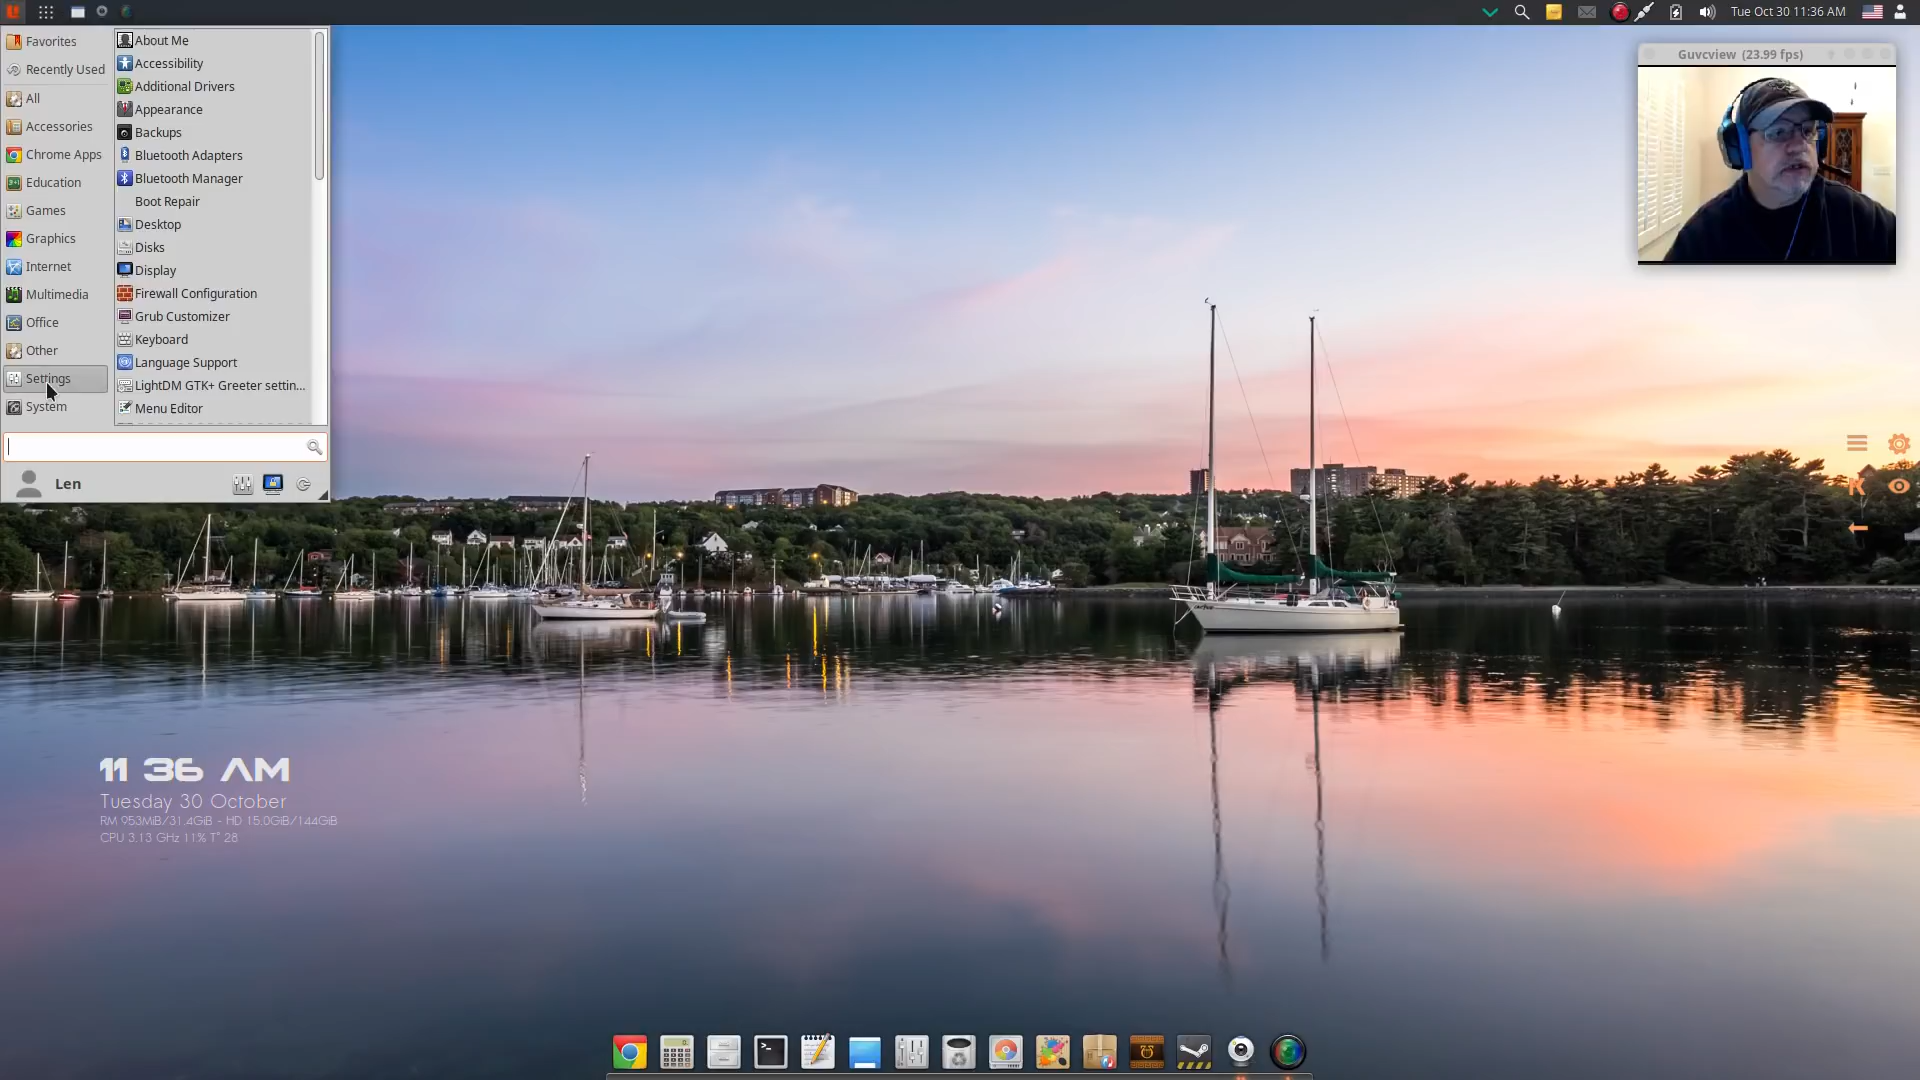 Tue Oct 30 11:36 AM
Favorites
Recently Used
All
Accessories
Chrome Apps
Education
Games
Graphics
Internet
Multimedia
Office
Other
Settings
System
About Me
Accessibility
Additional Drivers
Appearance
Backups
Bluetooth Adapters
Bluetooth Manager
Boot Repair
Desktop
Disks
Display
Firewall Configuration
Grub Customizer
Keyboard
Language Support
LightDM GTK+ Greeter settin...
Menu Editor
Len
Guvcview (23.99 fps)
K
11 36 AM
Tuesday 30 October
RM 953MiB/31.4GiB - HD 15.0GiB/144GiB
CPU 3.13 GHz 11% T° 28